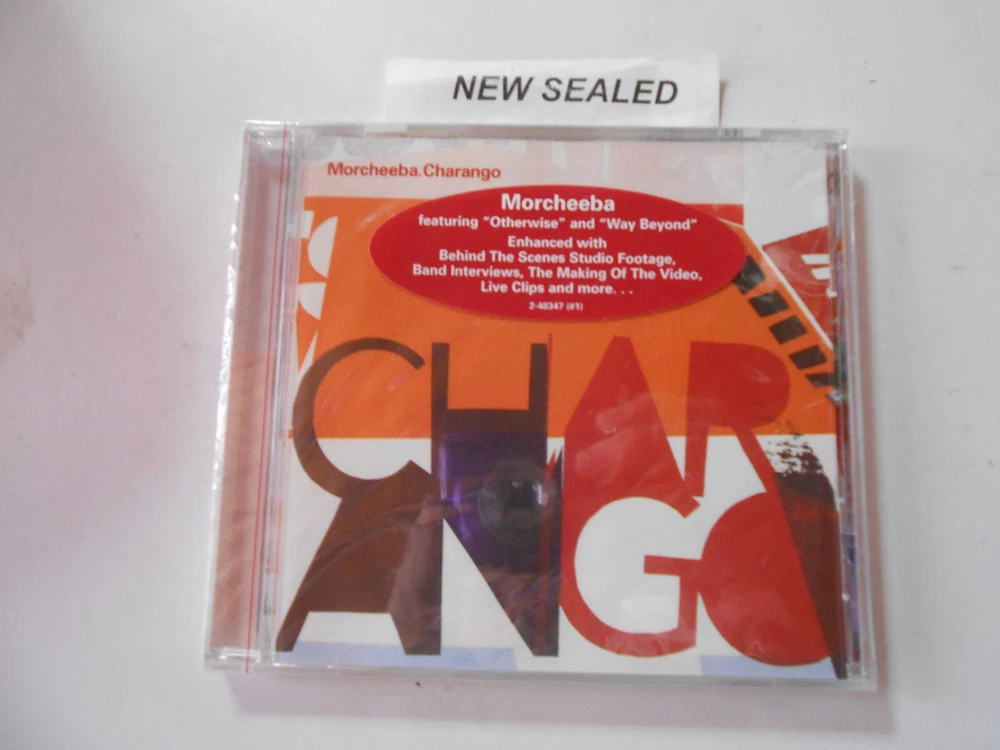 NEW SEALED
Morcheeba.Charango
Morcheeba
featuring "Otherwise" and "Way Beyond"
Enhanced with
Behind The Scenes Studio Footage,
Band Interviews, The Making Of The Video,
Live Clips and more. . .
2-48347 (#1)
CHAR
ANGO